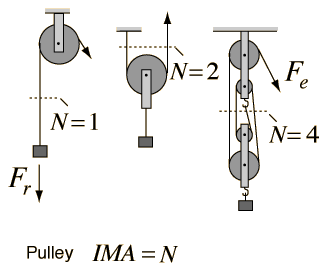 N=1
N=2
N=4
F_e
F_r
Pulley IMA = N